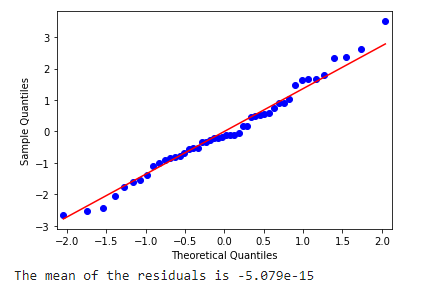 3
2
1
0
−1
−2
−3
Sample Quantiles
−2.0 −1.5 −1.0 −0.5 0.0 0.5 1.0 1.5 2.0
Theoretical Quantiles
The mean of the residuals is -5.079e-15